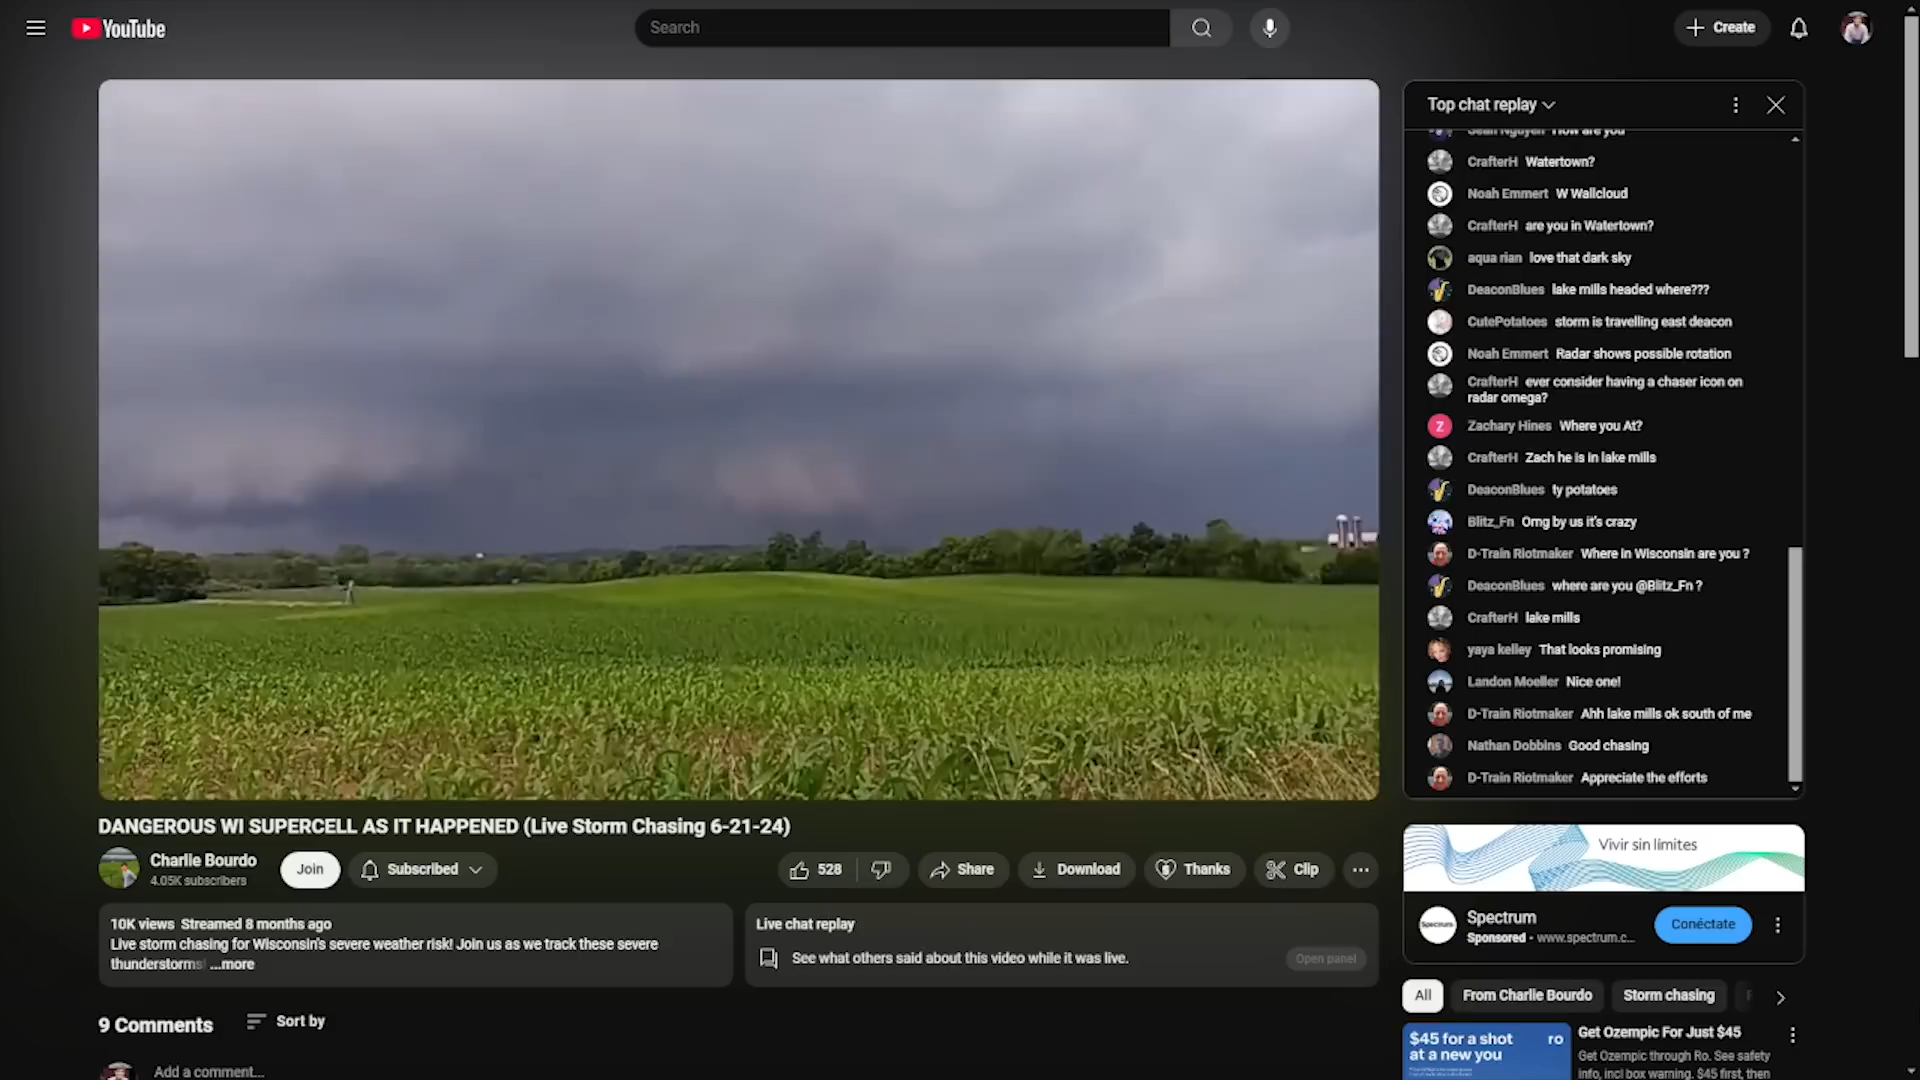 YouTube
Search
Create
Top chat replay
Sean Nguyen How are you
CrafterH Watertown?
Noah Emmert W Wallcloud
CrafterH are you in Watertown?
aqua rian love that dark sky
DeaconBlues lake mills headed where???
CutePotatoes storm is travelling east deacon
Noah Emmert Radar shows possible rotation
CrafterH ever consider having a chaser icon on
radar omega?
Z
Zachary Hines Where you At?
CrafterH Zach he is in lake mills
DeaconBlues ty potatoes
Blitz_Fn Omg by us it's crazy
D-Train Riotmaker Where in Wisconsin are you ?
DeaconBlues where are you @Blitz_Fn ?
CrafterH lake mills
yaya kelley That looks promising
Landon Moeller Nice one!
D-Train Riotmaker Ahh lake mills ok south of me
Nathan Dobbins Good chasing
D-Train Riotmaker Appreciate the efforts
DANGEROUS WI SUPERCELL AS IT HAPPENED (Live Storm Chasing 6-21-24)
Charlie Bourdo
4.05K subscribers
Join
Subscribed
528
Share
Download
Thanks
Clip
10K views Streamed 8 months ago
Live storm chasing for Wisconsin's severe weather risk! Join us as we track these severe
thunderstorms ...more
Live chat replay
See what others said about this video while it was live.
Open panel
9 Comments
Sort by
Add a comment...
Vivir sin límites
Spectrum
Spectrum
Sponsored · www.spectrum.c...
Conéctate
All
From Charlie Bourdo
Storm chasing
$45 for a shot
at a new you
ro
Get Ozempic For Just $45
Get Ozempic through Ro. See safety
info, incl box warning. $45 first, then